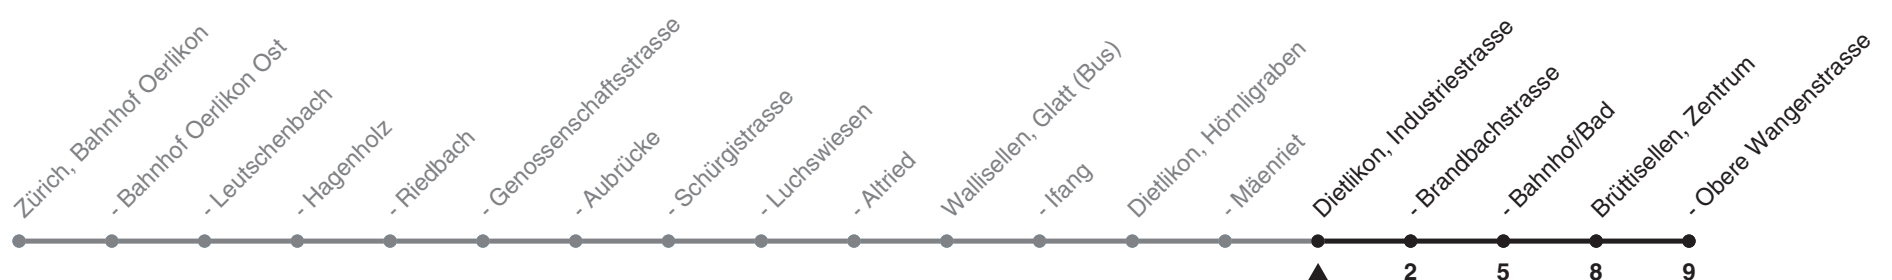 Zürich, Bahnhof Oerlikon
- Bahnhof Oerlikon Ost
- Leutschenbach
- Hagenholz
- Riedbach
- Genossenschaftsstrasse
- Aubrücke
- Schürgistrasse
- Luchswiesen
- Altried
Wallisellen, Glatt (Bus)
- Ifang
Dietlikon, Hörnligraben
- Mäenriet
Dietlikon, Industriestrasse
- Brandbachstrasse
- Bahnhof/Bad
Brüttisellen, Zentrum
- Obere Wangenstrasse
2 5 8 9